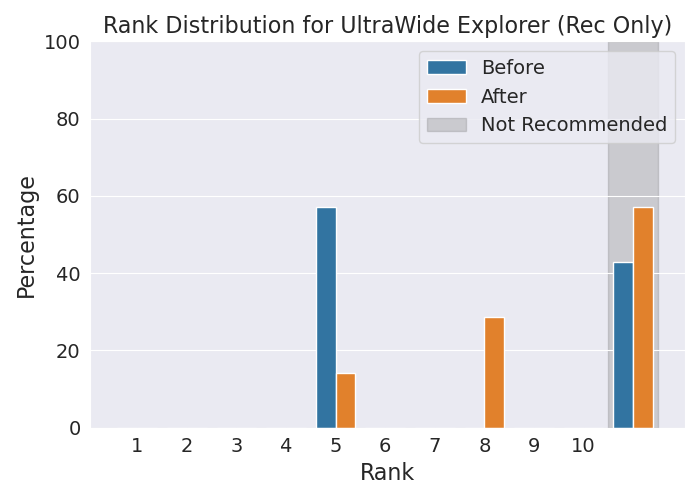 Rank Distribution for UltraWide Explorer (Rec Only)
100
80
60
40
20
0
Percentage
Before
After
Not Recommended
1 2 3 4 5 6 7 8 9 10
Rank